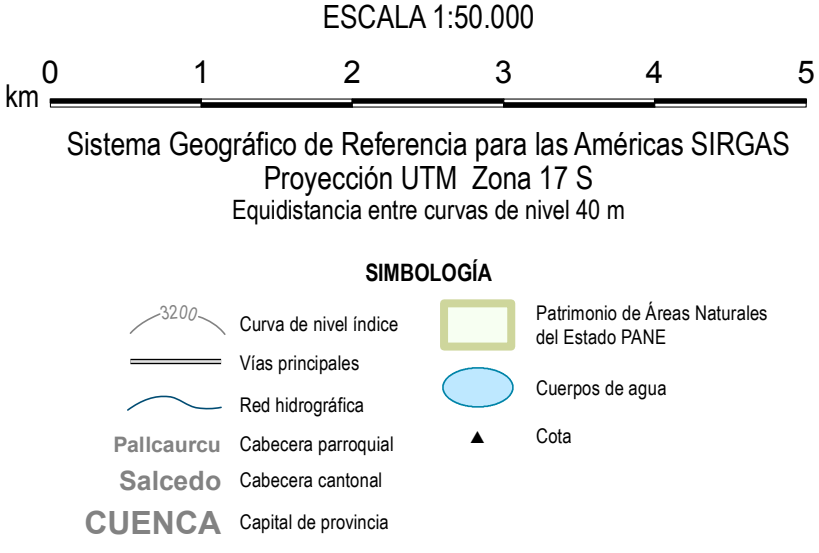 ESCALA 1:50.000
0 1 2 3 4 5
km
Sistema Geográfico de Referencia para las Américas SIRGAS
Proyección UTM Zona 17 S
Equidistancia entre curvas de nivel 40 m
SIMBOLOGÍA
3200 Curva de nivel índice
Vías principales
Red hidrográfica
Pallcaurcu Cabecera parroquial
Salcedo Cabecera cantonal
CUENCA Capital de provincia
Patrimonio de Áreas Naturales
del Estado PANE
Cuerpos de agua
Cota